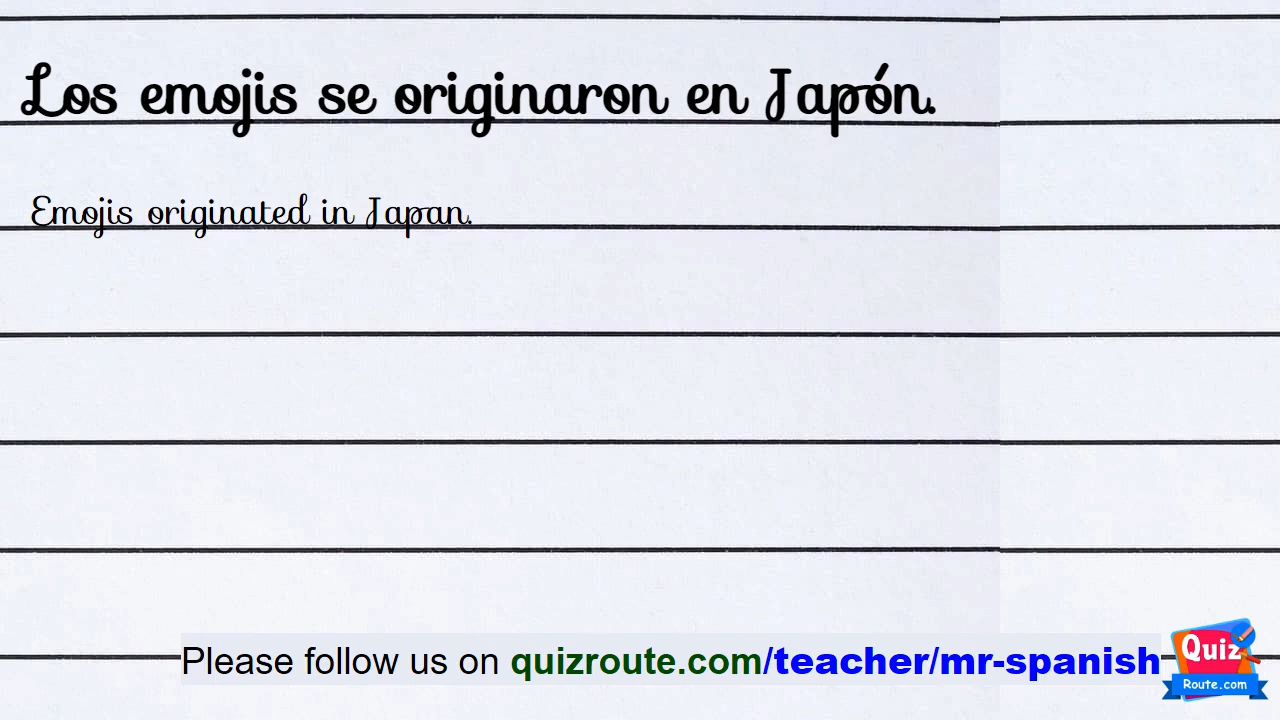 Los emojis se originaron en Japón.
Emojis originated in Japan.
Please follow us on quizroute.com/teacher/mr-spanish
Quiz
Route.com